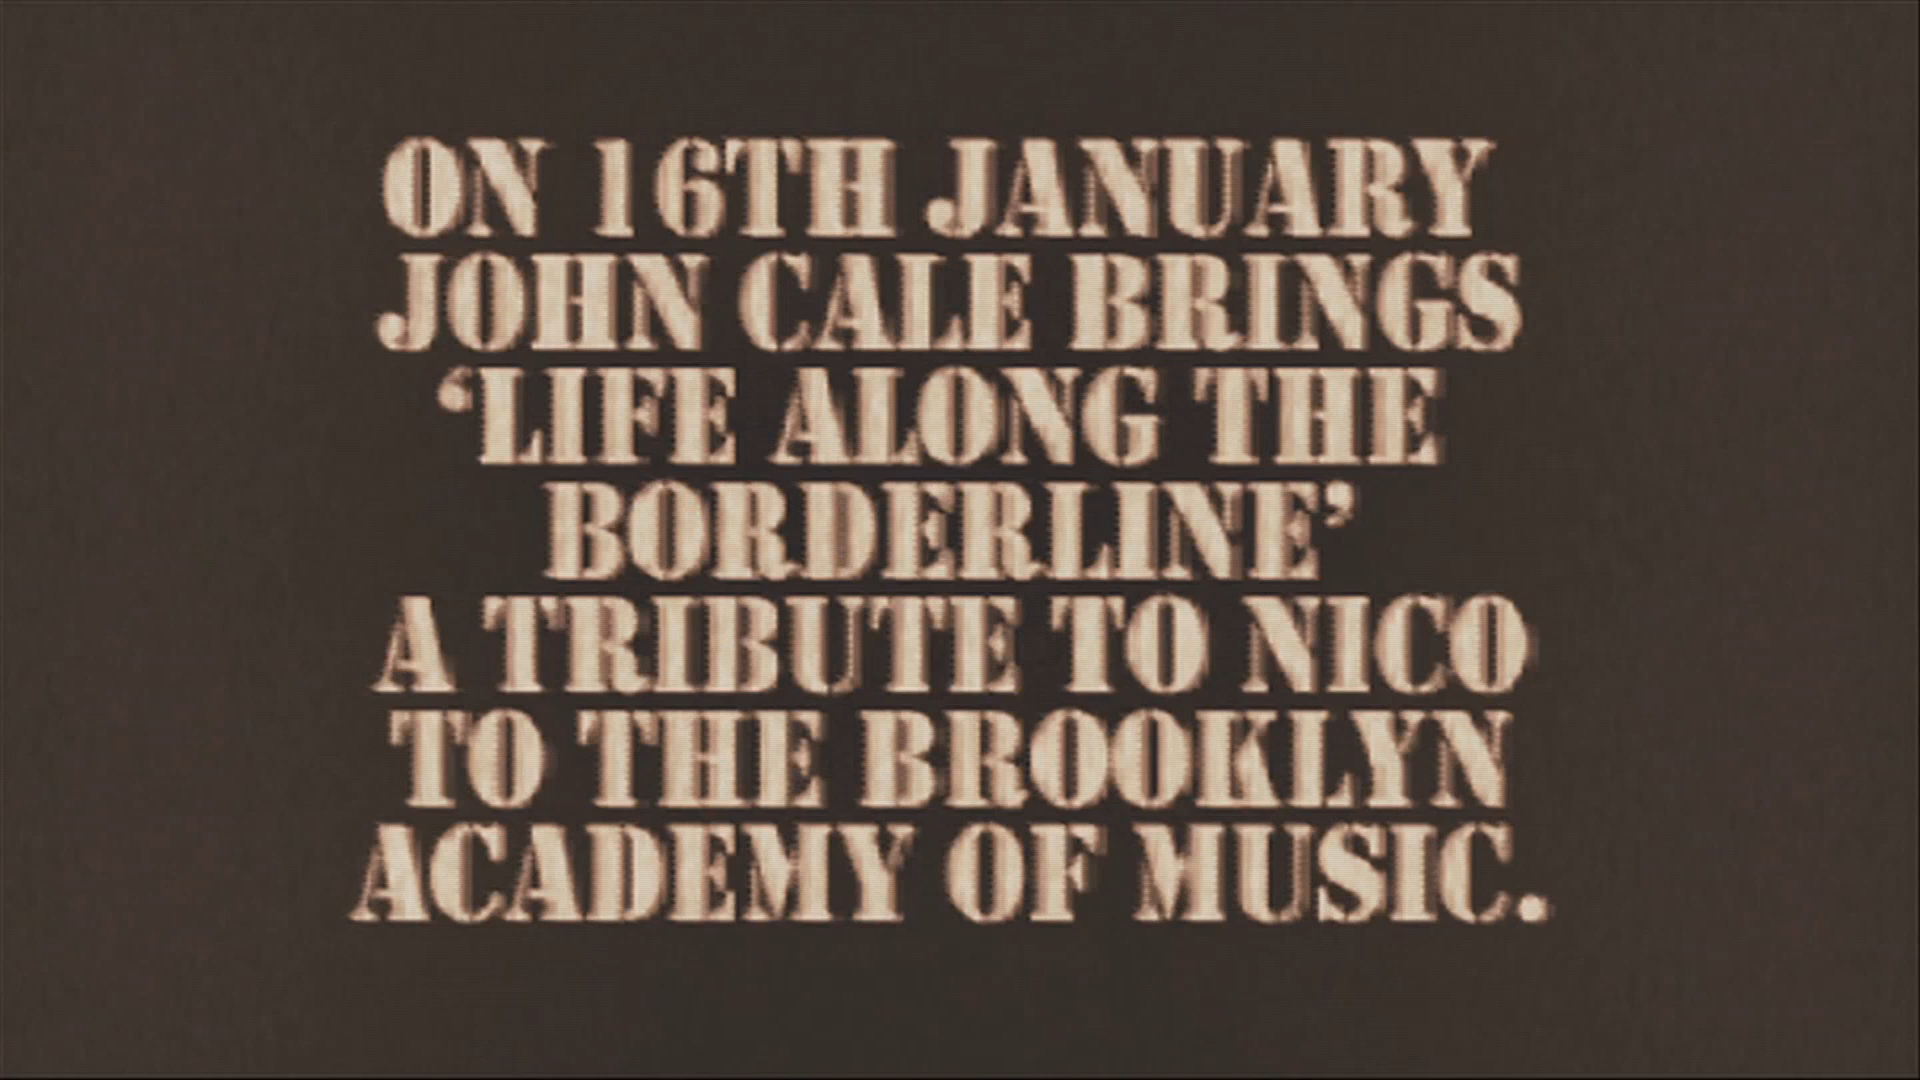 ON 16TH JANUARY
JOHN CALE BRINGS
‘LIFE ALONG THE
BORDERLINE’
A TRIBUTE TO NICO
TO THE BROOKLYN
ACADEMY OF MUSIC.